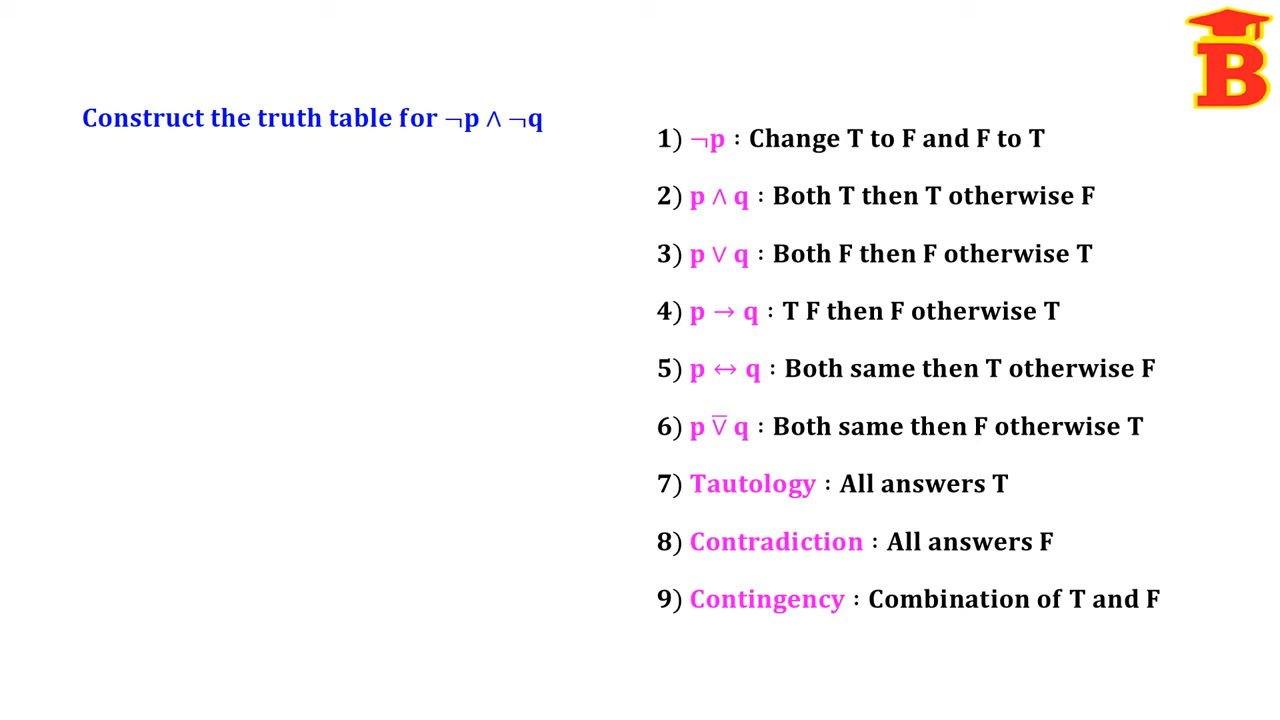 B
Construct the truth table for ¬p ∧ ¬q
1) ¬p : Change T to F and F to T
2) p ∧ q : Both T then T otherwise F
3) p ∨ q : Both F then F otherwise T
4) p → q : T F then F otherwise T
5) p ↔ q : Both same then T otherwise F
6) p ⊽ q : Both same then F otherwise T
7) Tautology : All answers T
8) Contradiction : All answers F
9) Contingency : Combination of T and F